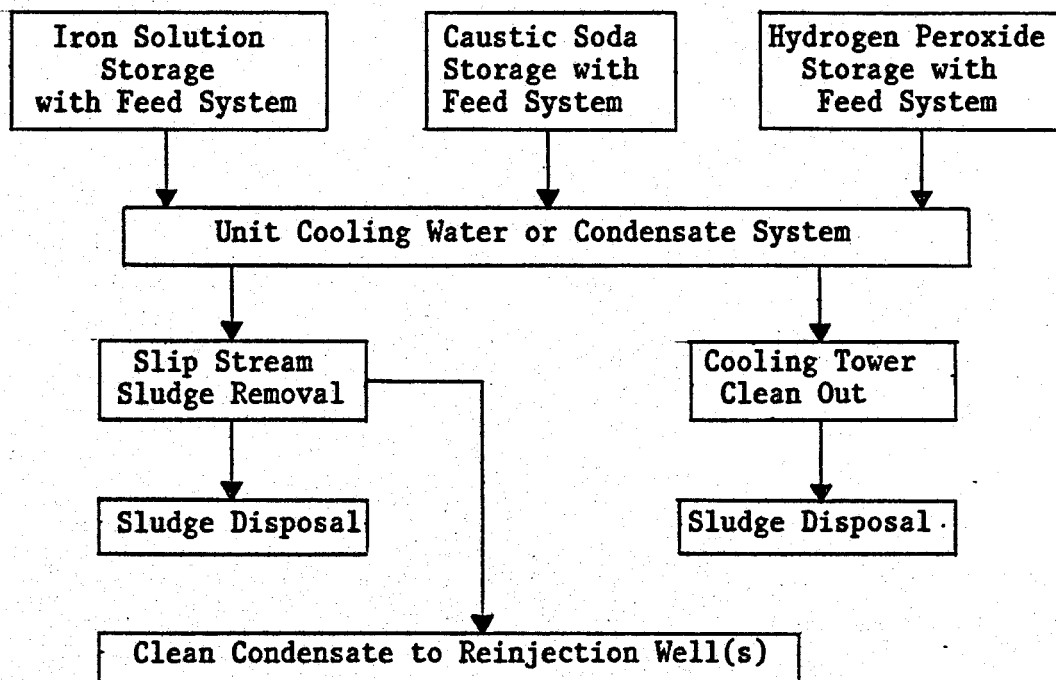 Iron Solution
Storage
with Feed System
Caustic Soda
Storage with
Feed System
Hydrogen Peroxide
Storage with
Feed System
Unit Cooling Water or Condensate System
Slip Stream
Sludge Removal
Cooling Tower
Clean Out
Sludge Disposal
Sludge Disposal
Clean Condensate to Reinjection Well(s)